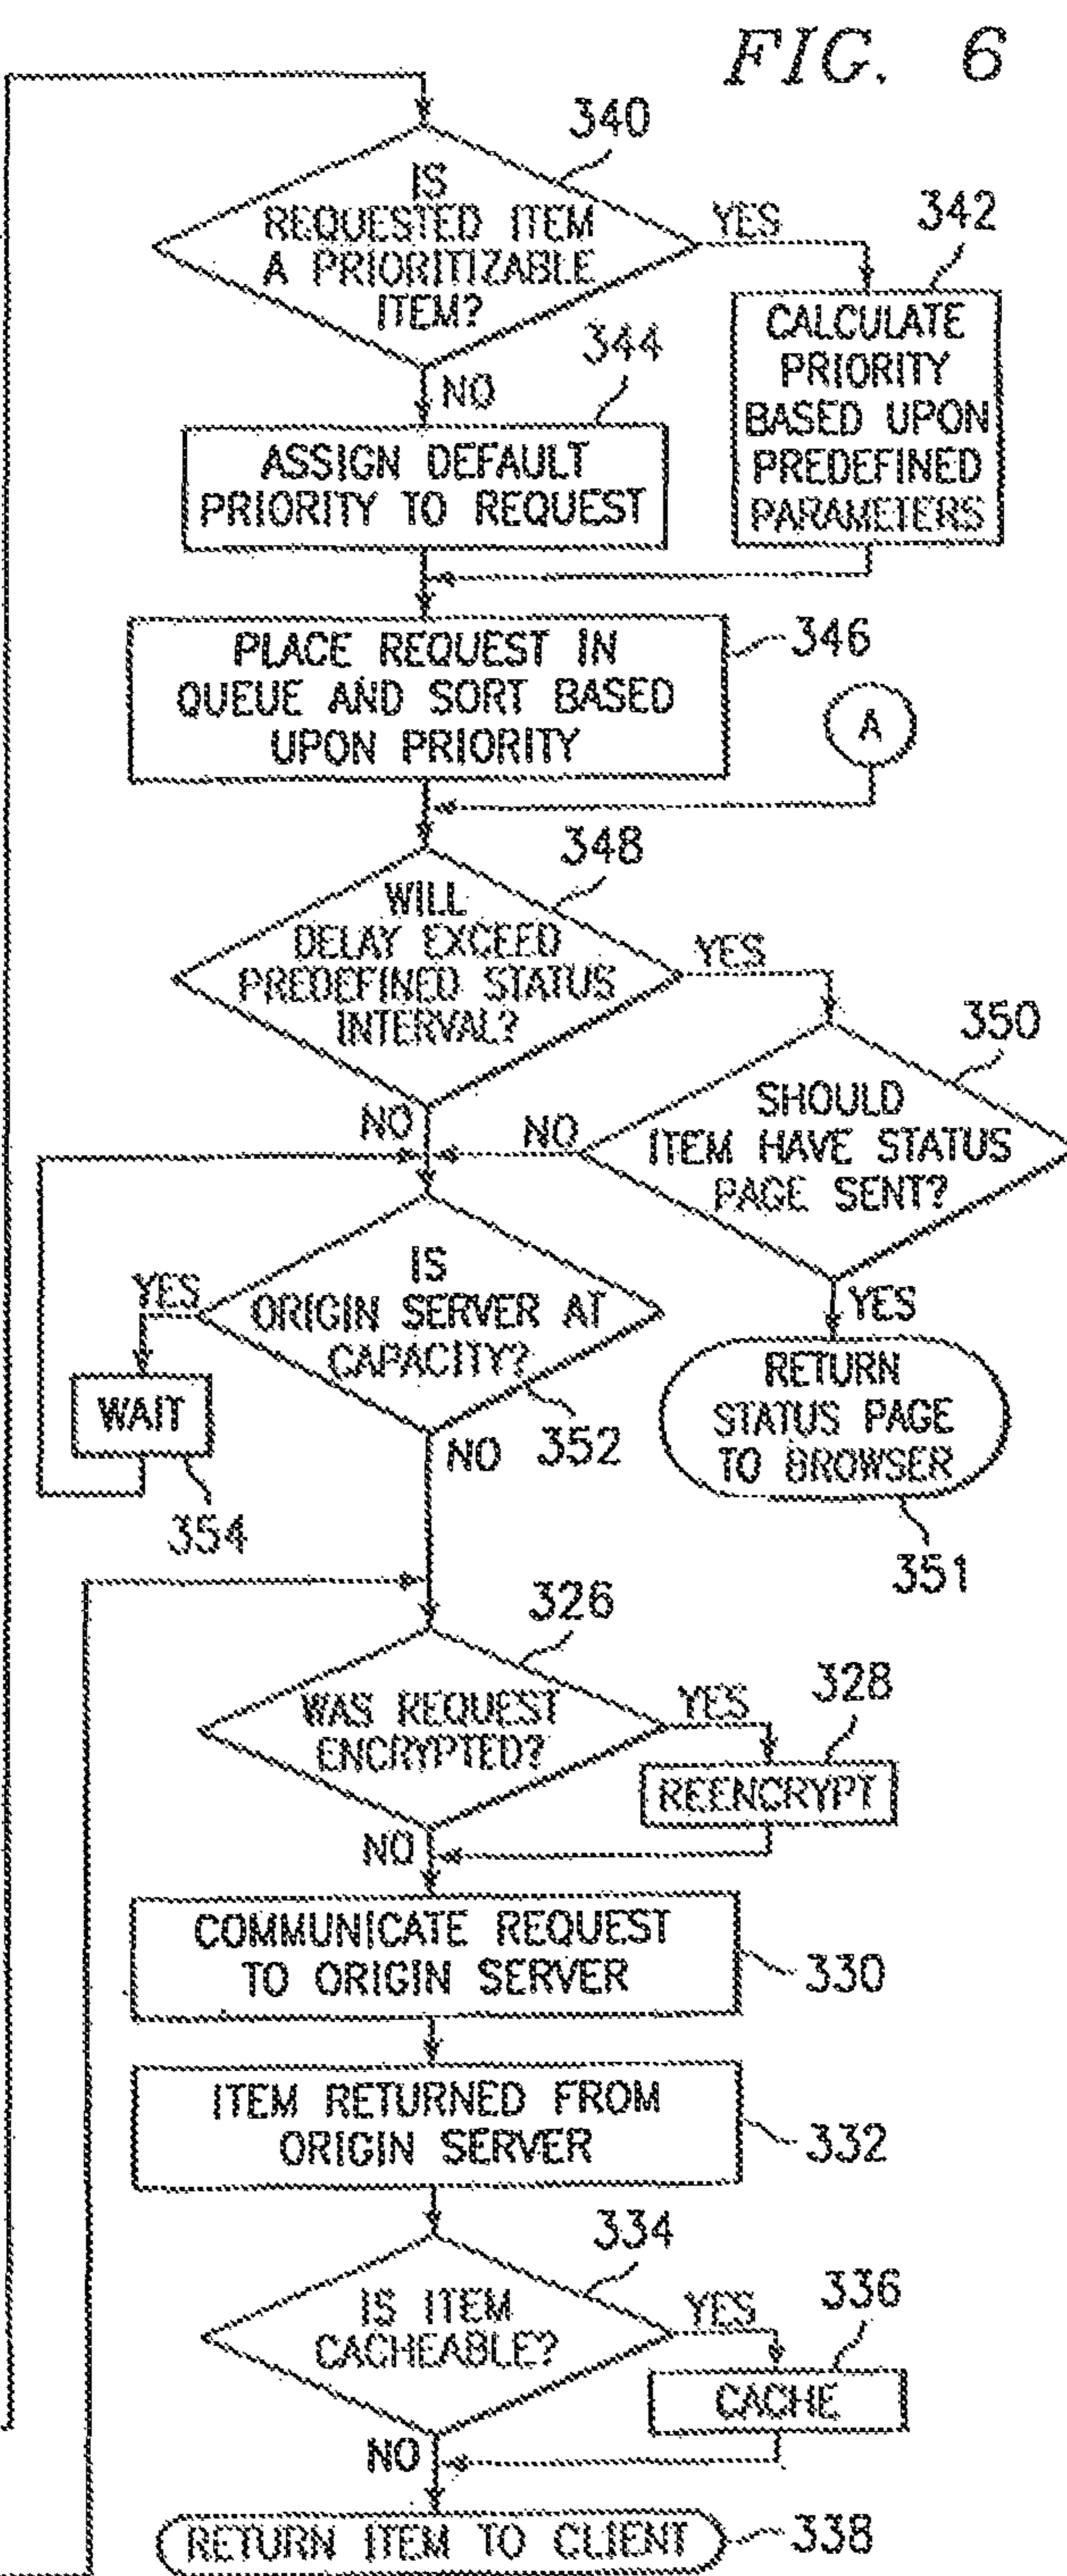 FIG. 6
340
IS
REQUESTED ITEM
A PRIORITIZABLE
ITEM?
YES
342
CALCULATE
PRIORITY
BASED UPON
PREDEFINED
PARAMETERS
344
NO
ASSIGN DEFAULT
PRIORITY TO REQUEST
PLACE REQUEST IN
QUEUE AND SORT BASED
UPON PRIORITY
346
A
348
WILL
DELAY EXCEED
PREDEFINED STATUS
INTERVAL?
YES
350
SHOULD
ITEM HAVE STATUS
PAGE SENT?
NO
NO
YES
RETURN
STATUS PAGE
TO BROWSER
351
IS
ORIGIN SERVER AT
CAPACITY?
352
YES
WAIT
354
NO
326
WAS REQUEST
ENCRYPTED?
YES
328
REENCRYPT
NO
COMMUNICATE REQUEST
TO ORIGIN SERVER
330
ITEM RETURNED FROM
ORIGIN SERVER
332
334
IS ITEM
CACHEABLE?
YES
336
CACHE
NO
RETURN ITEM TO CLIENT
338